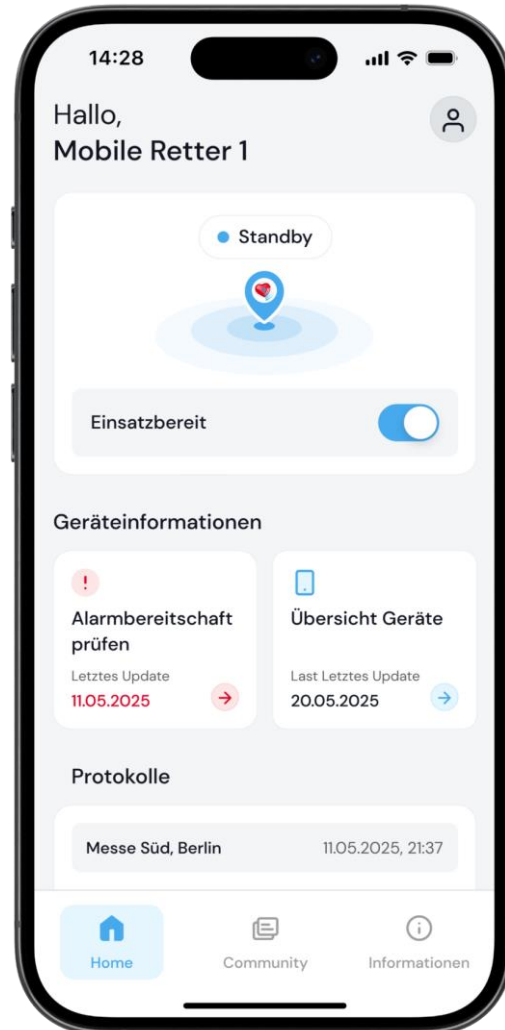 14:28
Hallo,
Mobile Retter 1
Standby
Einsatzbereit
Geräteinformationen
!
Alarmbereitschaft
prüfen
Letztes Update
11.05.2025
Übersicht Geräte
Last Letztes Update
20.05.2025
Protokolle
Messe Süd, Berlin 11.05.2025, 21:37
Home Community Informationen